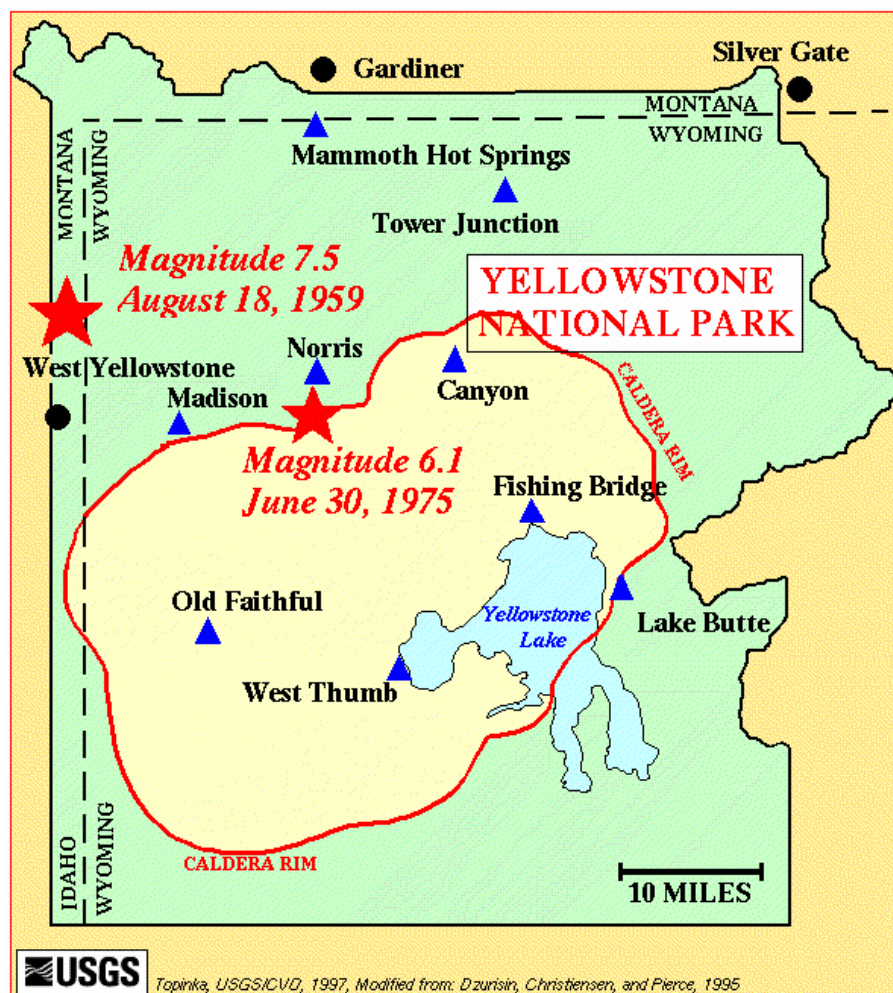 Silver Gate
Gardiner
MONTANA
WYOMING
Mammoth Hot Springs
Tower Junction
MONTANA
WYOMING
Magnitude 7.5
August 18, 1959
YELLOWSTONE
NATIONAL PARK
West Yellowstone
Norris
Madison
Canyon
CALDERA RIM
Magnitude 6.1
June 30, 1975
Fishing Bridge
Old Faithful
Yellowstone
Lake
Lake Butte
West Thumb
IDAHO
WYOMING
CALDERA RIM
10 MILES
USGS
Topinka, USGS/CVO, 1997, Modified from: Dzurisin, Christiensen, and Pierce, 1995